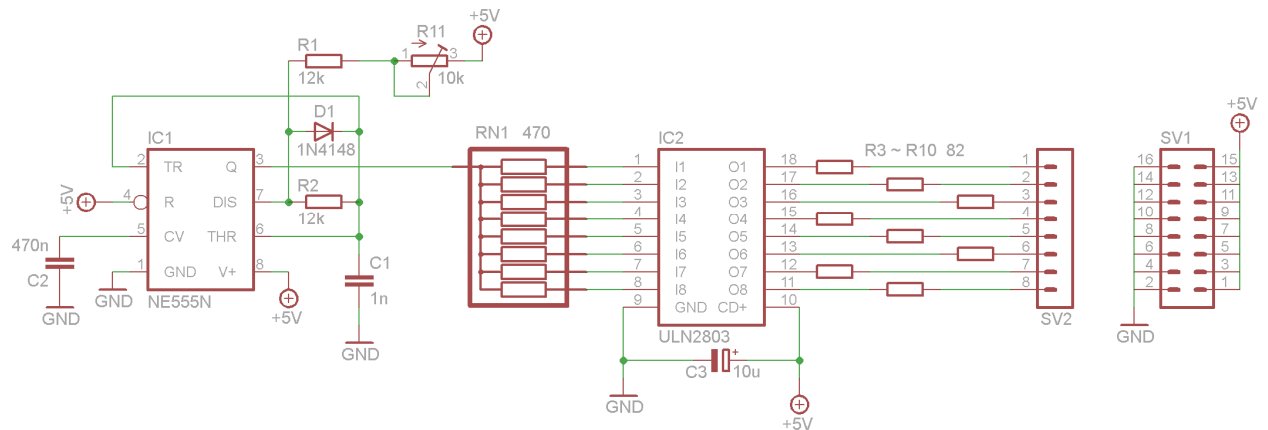 +5V
R1
R11
1
3
12k
2
10k
D1
1N4148
+5V
IC1
RN1 470
IC2
R3 ~ R10 82
SV1
2 TR Q 3
+5V
4 R DIS 7
R2
12k
5 CV THR 6
470n
C2
1 GND V+ 8
GND
NE555N
GND
+5V
C1
1n
GND
1 I1 O1 18
2 I2 O2 17
3 I3 O3 16
4 I4 O4 15
5 I5 O5 14
6 I6 O6 13
7 I7 O7 12
8 I8 O8 11
9 GND CD+ 10
ULN2803
C3
+
10u
GND
+5V
1
2
3
4
5
6
7
8
SV2
16 15
14 13
12 11
10 9
8 7
6 5
4 3
2 1
GND